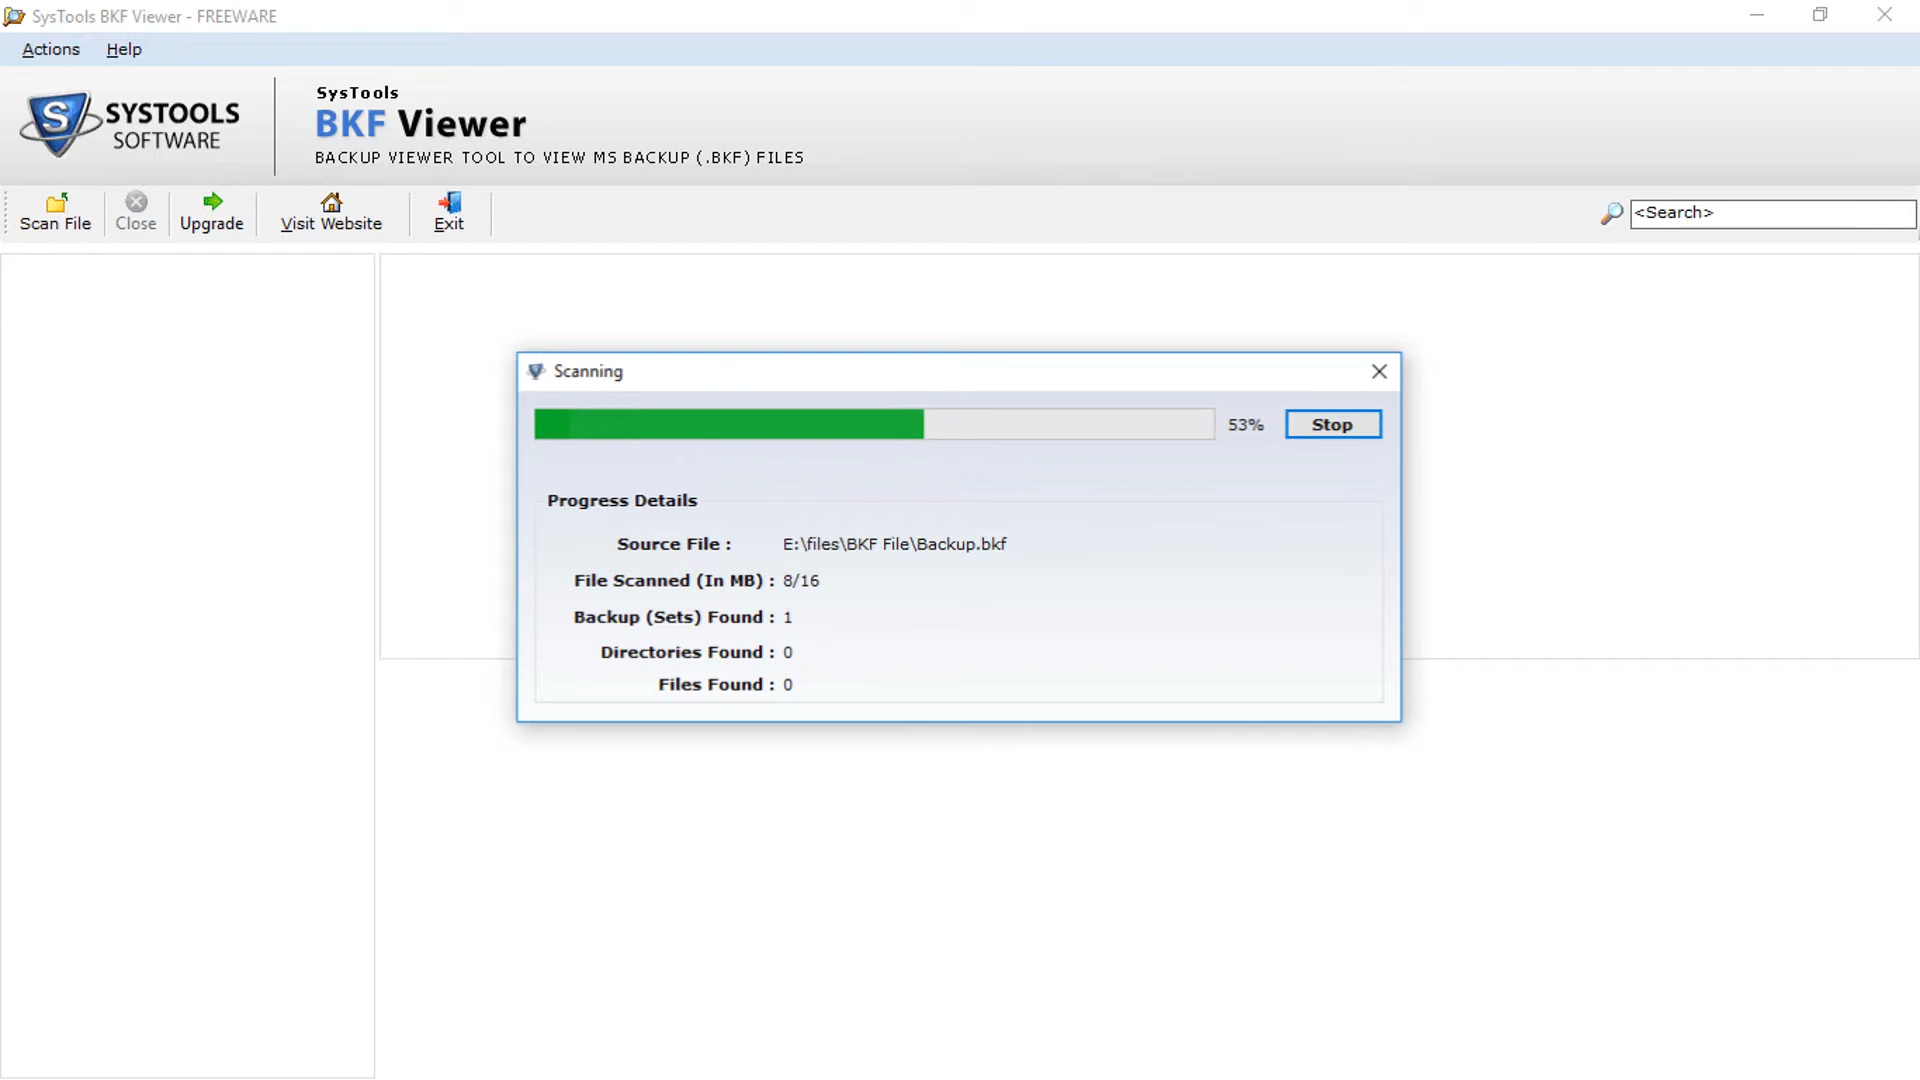 SysTools BKF Viewer - FREEWARE
Actions Help
SYSTOOLS
SOFTWARE
SysTools
BKF Viewer
BACKUP VIEWER TOOL TO VIEW MS BACKUP (.BKF) FILES
Scan File Close Upgrade Visit Website Exit <Search>
Scanning
53% Stop
Progress Details
Source File : E:\files\BKF File\Backup.bkf
File Scanned (In MB) : 8/16
Backup (Sets) Found : 1
Directories Found : 0
Files Found : 0